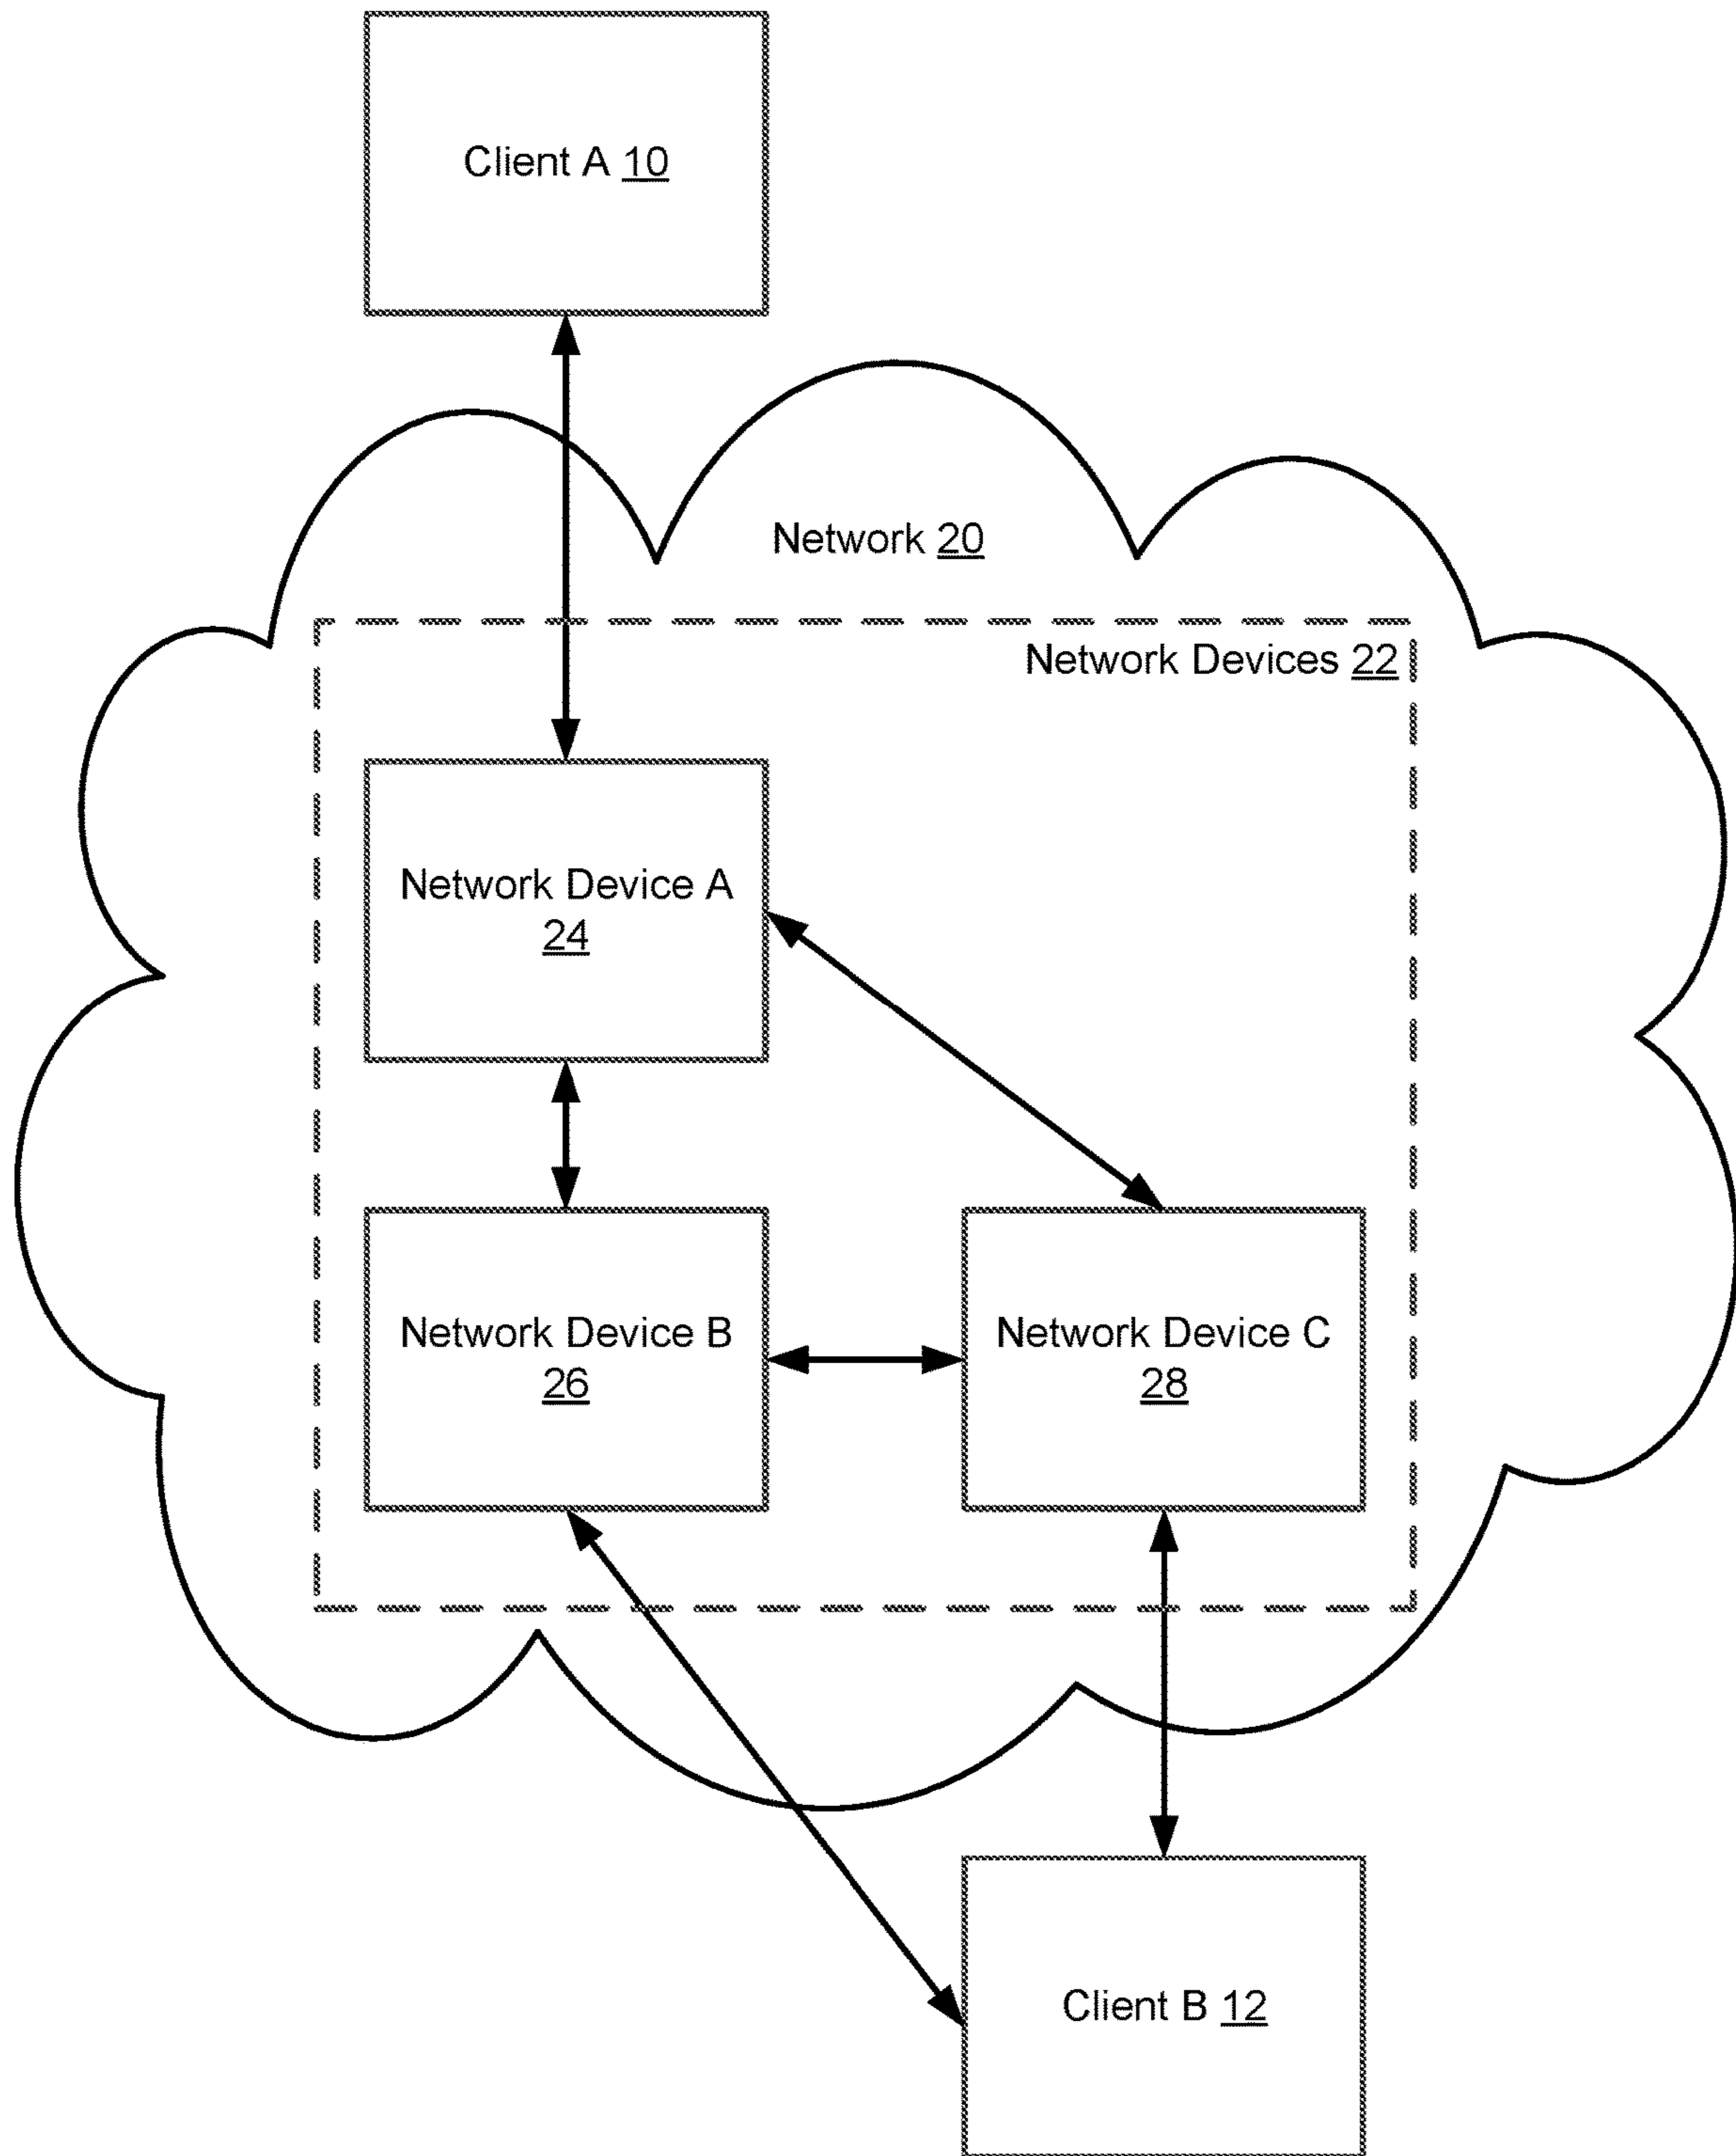 Client A 10
Network 20
Network Devices 22
Network Device A
24
Network Device B
26
Network Device C
28
Client B 12